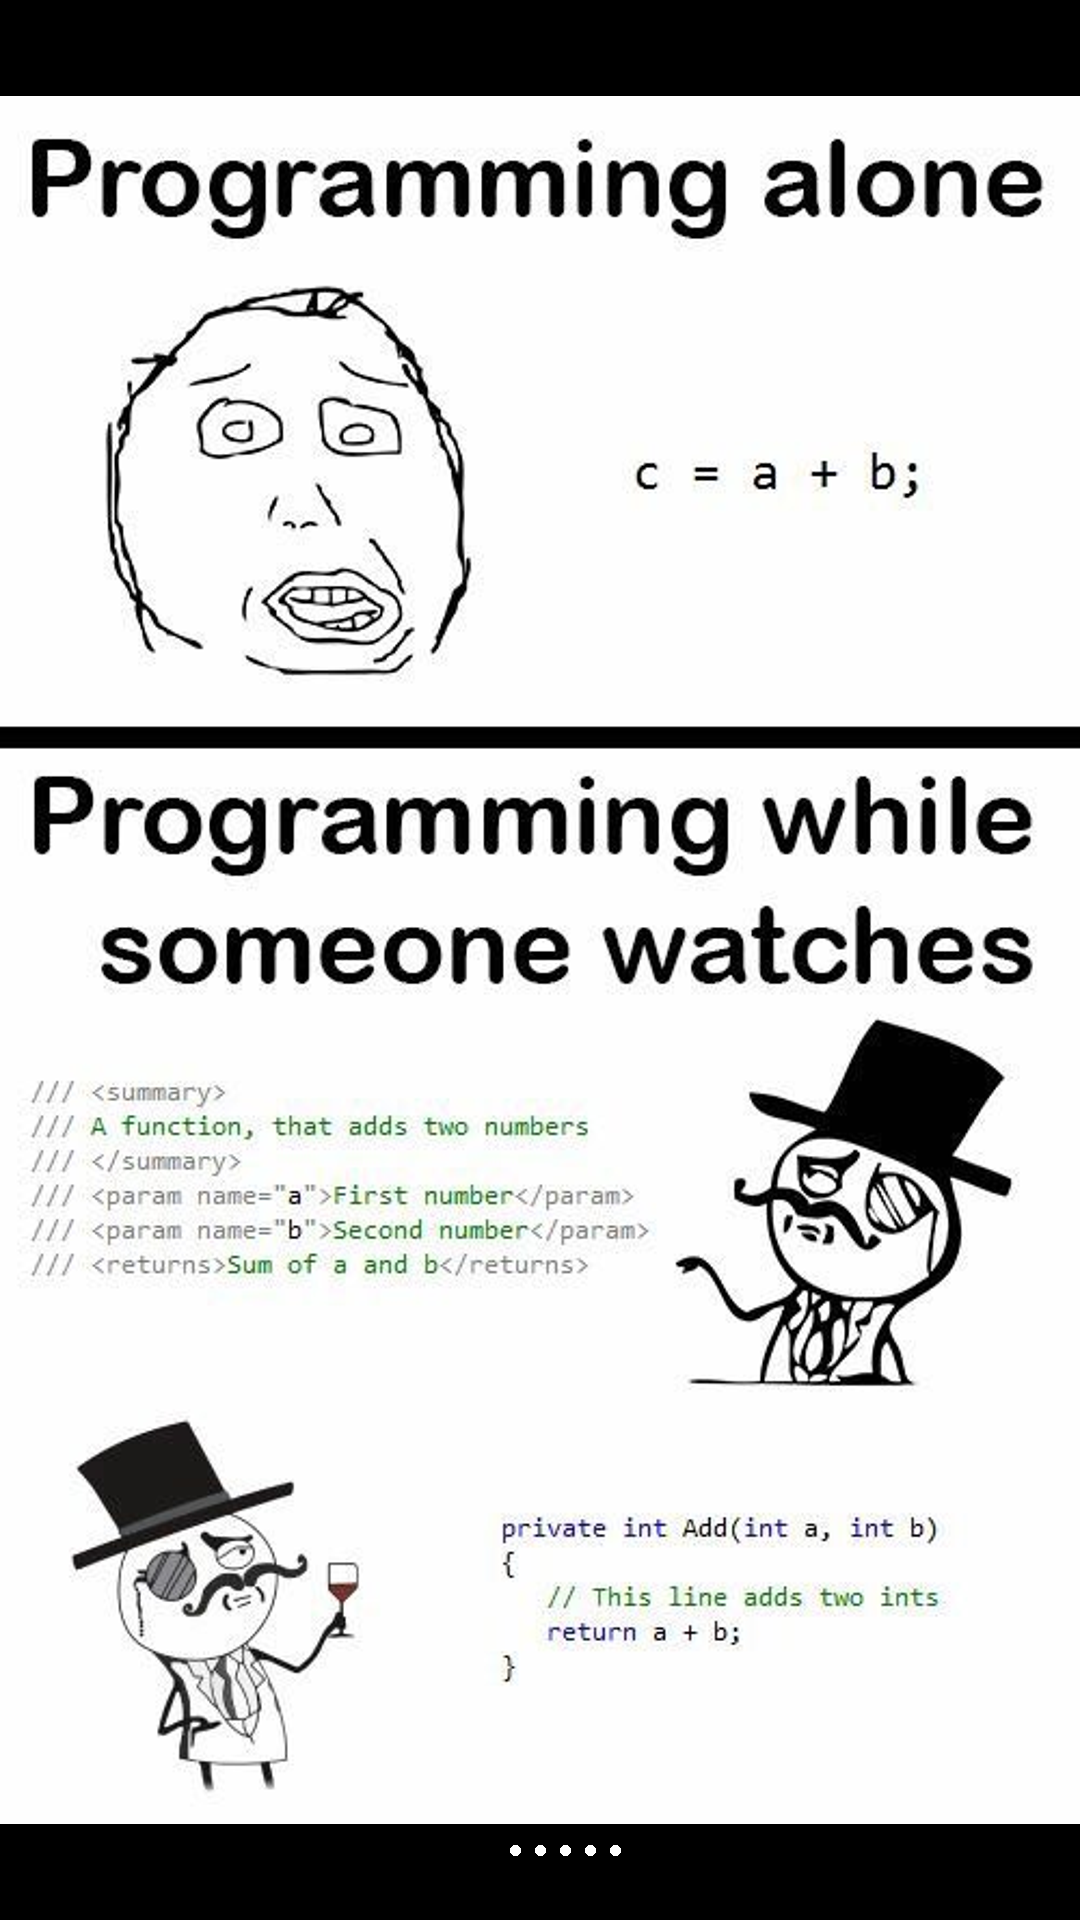 Programming alone
c = a + b;
Programming while
someone watches
/// <summary>
/// A function, that adds two numbers
/// </summary>
/// <param name="a">First number</param>
/// <param name="b">Second number</param>
/// <returns>Sum of a and b</returns>
private int Add(int a, int b)
{
// This line adds two ints
return a + b;
}